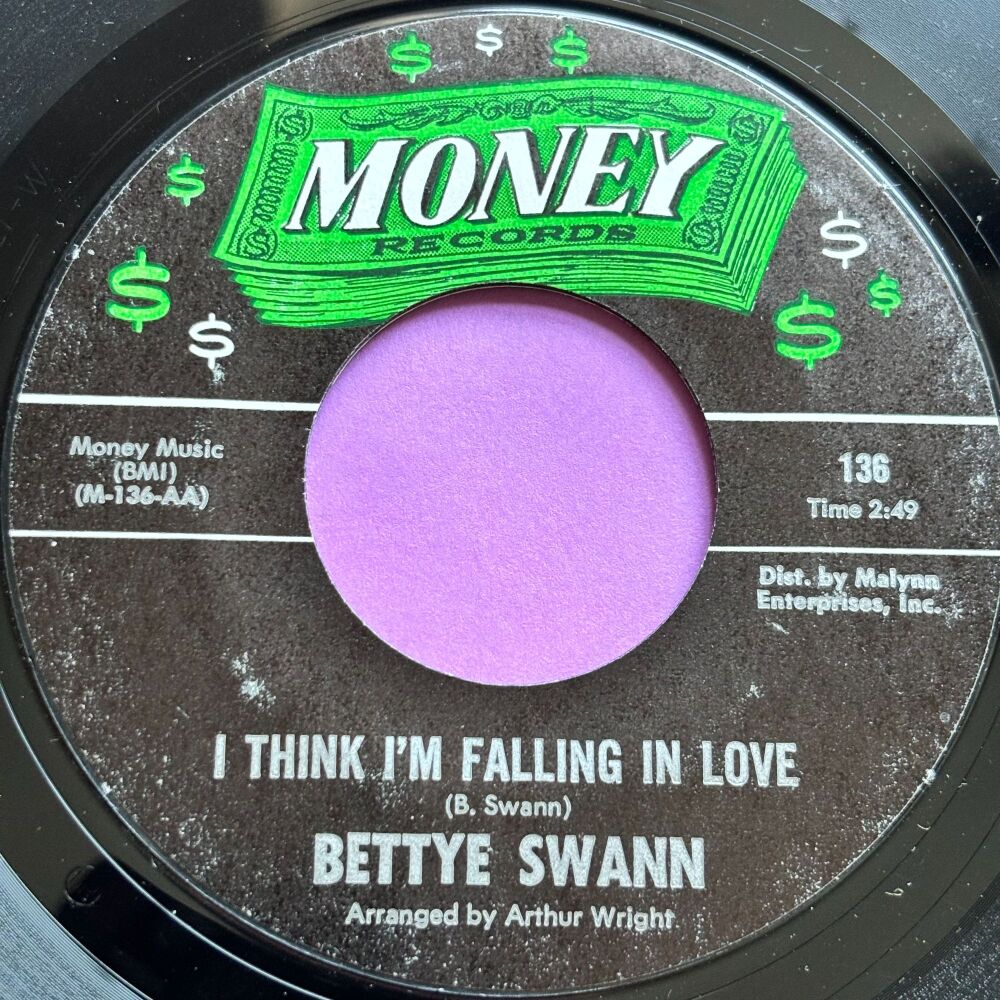 $ $ $
MONEY
RECORDS
$ $ $ $ $ $
Money Music
(BMI)
(M-136-AA)
136
Time 2:49
Dist. by Malynn
Enterprises, Inc.
I THINK I'M FALLING IN LOVE
(B. Swann)
BETTYE SWANN
Arranged by Arthur Wright